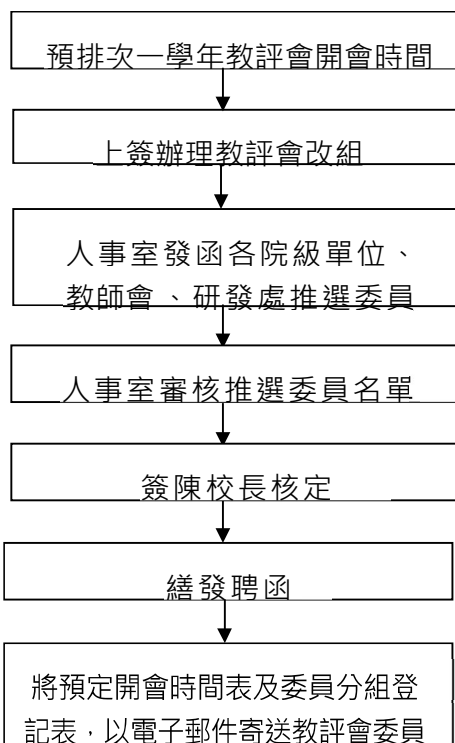 預排次一學年教評會開會時間
上簽辦理教評會改組
人事室發函各院級單位、
教師會、研發處推選委員
人事室審核推選委員名單
簽陳校長核定
繕發聘函
將預定開會時間表及委員分組登
記表，以電子郵件寄送教評會委員